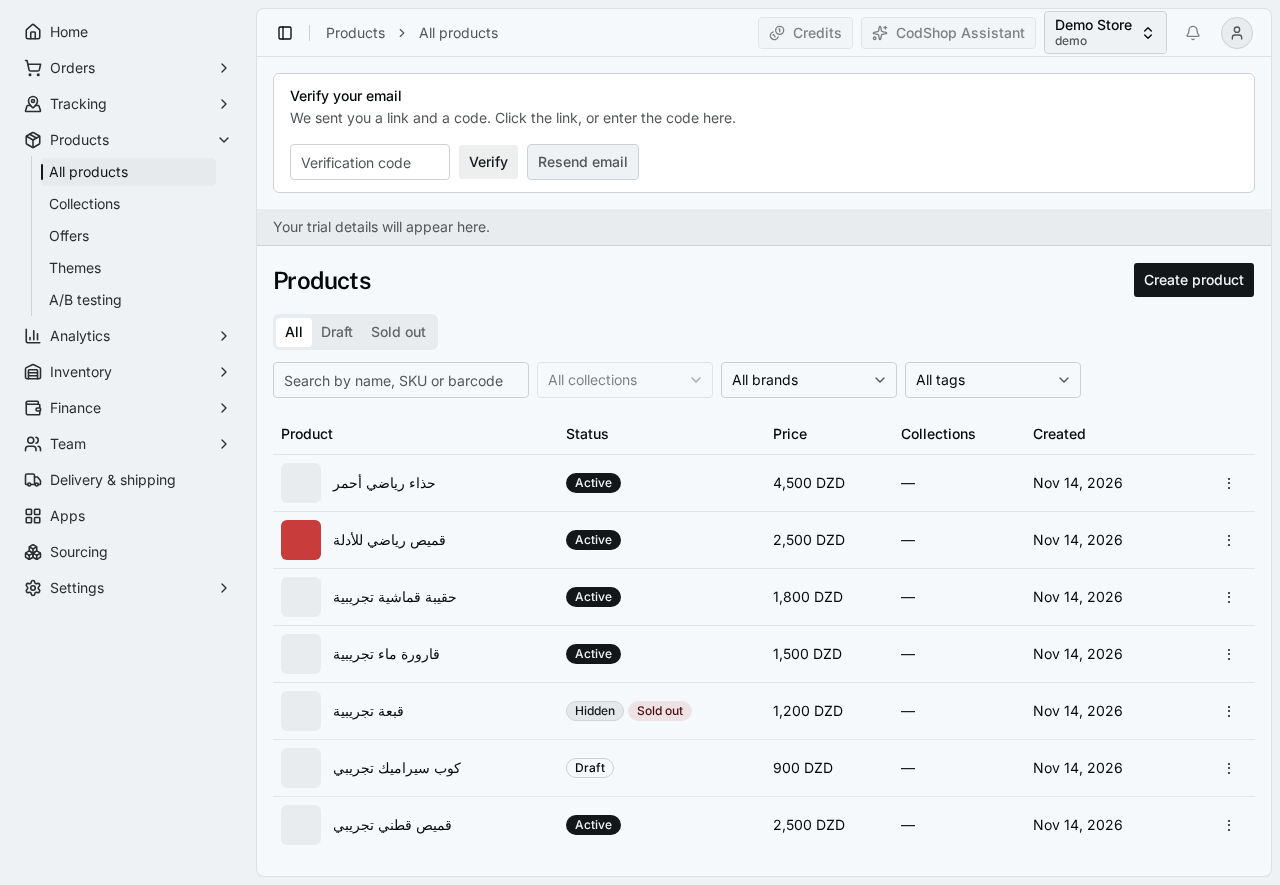 Home
Orders
Tracking
Products
All products
Collections
Offers
Themes
A/B testing
Analytics
Inventory
Finance
Team
Delivery & shipping
Apps
Sourcing
Settings
Products > All products
Credits
CodShop Assistant
Demo Store
demo
Verify your email
We sent you a link and a code. Click the link, or enter the code here.
Verification code Verify Resend email
Your trial details will appear here.
Products
Create product
All Draft Sold out
Search by name, SKU or barcode All collections All brands All tags
Product Status Price Collections Created
حذاء رياضي أحمر Active 4,500 DZD — Nov 14, 2026
قميص رياضي للأدلة Active 2,500 DZD — Nov 14, 2026
حقيبة قماشية تجريبية Active 1,800 DZD — Nov 14, 2026
قارورة ماء تجريبية Active 1,500 DZD — Nov 14, 2026
قبعة تجريبية Hidden Sold out 1,200 DZD — Nov 14, 2026
كوب سيراميك تجريبي Draft 900 DZD — Nov 14, 2026
قميص قطني تجريبي Active 2,500 DZD — Nov 14, 2026